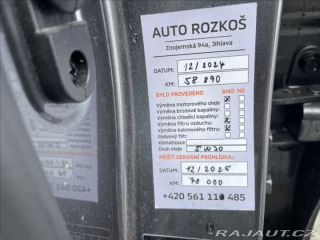 AUTO ROZKOŠ
Znojemská 94a, Jihlava
DATUM: 12/2024
KM: 58 890
BYLO PROVEDENO ANO NE
Výměna motorového oleje
Výměna brzdové kapaliny:
Výměna chladící kapaliny:
Výměna filtru vzduchu:
Výměna kabinového filtru:
Palivový filtr
Klimatizace
Druh oleje 5W30
PŘÍŠTÍ SERVISNÍ PROHLÍDKA:
DATUM: 12/2025
KM: 78 000
+420 561 110 485
SAUTO.CZ